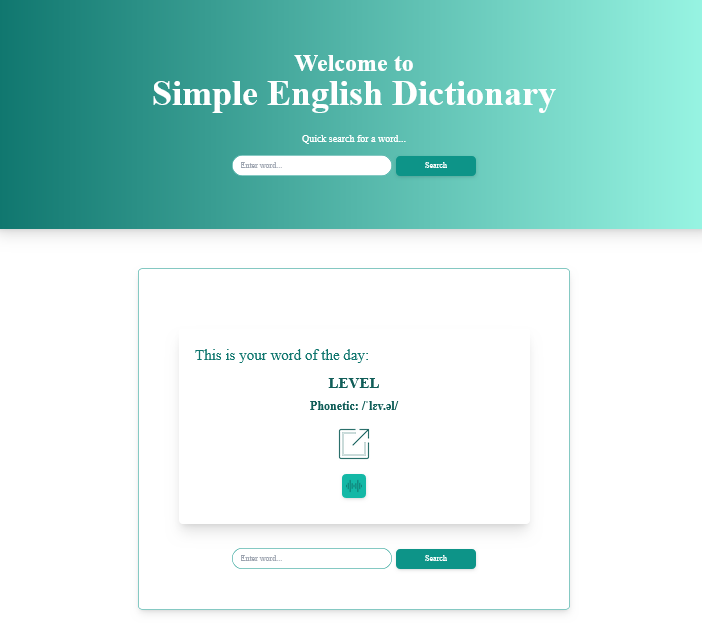 Welcome to
Simple English Dictionary
Quick search for a word...
Enter word...
Search
This is your word of the day:
LEVEL
Phonetic: /ˈlɛv.əl/
Enter word...
Search